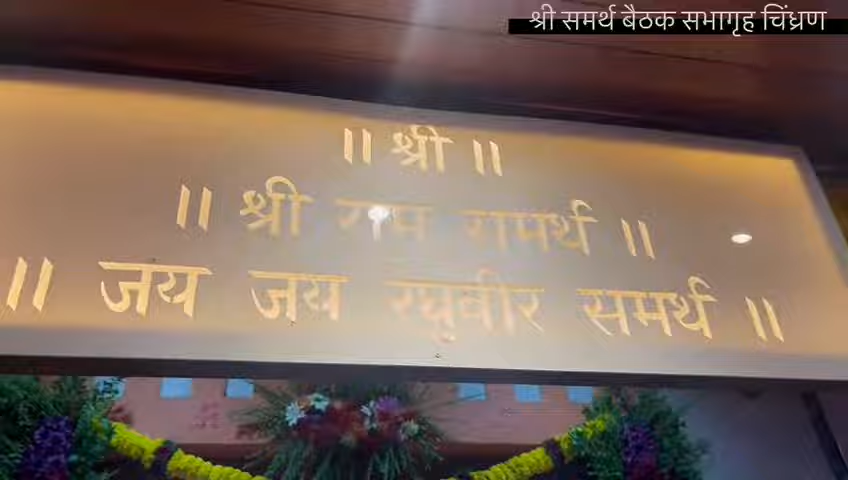 श्री समर्थ बैठक सभागृह चिंध्रण
॥ श्री ॥
॥ श्री राम समर्थ ॥
॥ जय जय रघुवीर समर्थ ॥